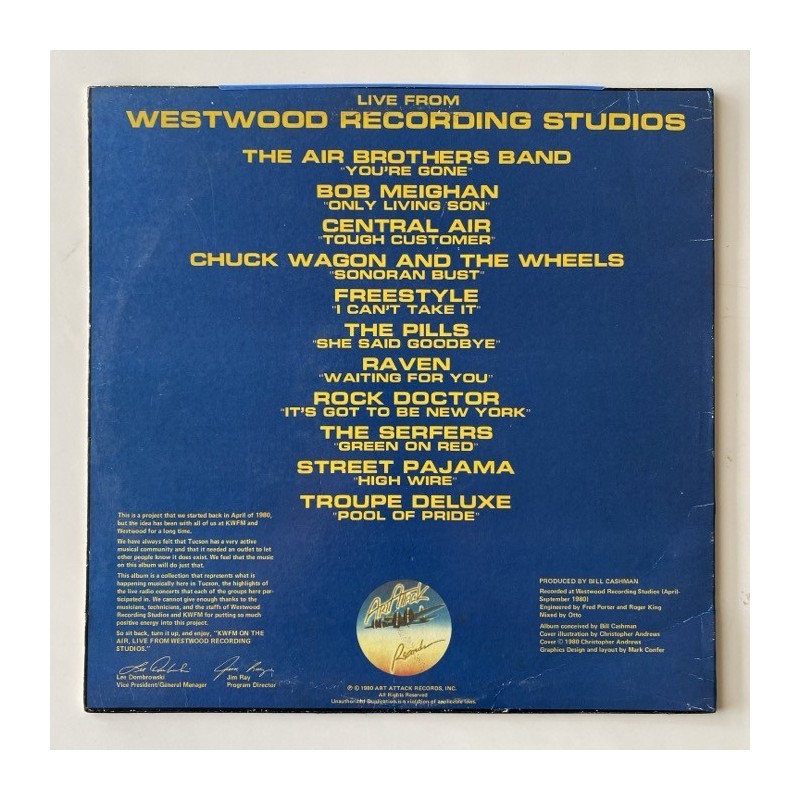 LIVE FROM
WESTWOOD RECORDING STUDIOS
THE AIR BROTHERS BAND
"YOU'RE GONE"
BOB MEIGHAN
"ONLY LIVING SON"
CENTRAL AIR
"TOUGH CUSTOMER"
CHUCK WAGON AND THE WHEELS
"SONORAN BUST"
FREESTYLE
"I CAN'T TAKE IT"
THE PILLS
"SHE SAID GOODBYE"
RAVEN
"WAITING FOR YOU"
ROCK DOCTOR
"IT'S GOT TO BE NEW YORK"
THE SERFERS
"GREEN ON RED"
STREET PAJAMA
"HIGH WIRE"
TROUPE DELUXE
"POOL OF PRIDE"
This is a project that we started back in April of 1980,
but the idea has been with all of us at KWFM and
Westwood for a long time.
We have always felt that Tucson has a very active
musical community and that it needed an outlet to let
other people know it does exist. We feel that the music
on this album will do just that.
This album is a collection that represents what is
happening musically here in Tucson, the highlights of
the live radio concerts that each of the groups here par-
ticipated in. We cannot give enough thanks to the
musicians, technicians, and the staffs of Westwood
Recording Studios and KWFM for putting so much
positive energy into this project.
So sit back, turn it up, and enjoy, "KWFM ON THE
AIR, LIVE FROM WESTWOOD RECORDING
STUDIOS."
Lee Dombrowski
Vice President/General Manager
Jim Ray
Program Director
Art Attack
Records
℗ © 1980 ART ATTACK RECORDS, INC.
All Rights Reserved
Unauthorized Duplication is a violation of applicable laws.
PRODUCED BY BILL CASHMAN
Recorded at Westwood Recording Studios (April-
September 1980)
Engineered by Fred Porter and Roger King
Mixed by Otto
Album conceived by Bill Cashman
Cover illustration by Christopher Andrews
Cover © 1980 Christopher Andrews
Graphics Design and layout by Mark Confer